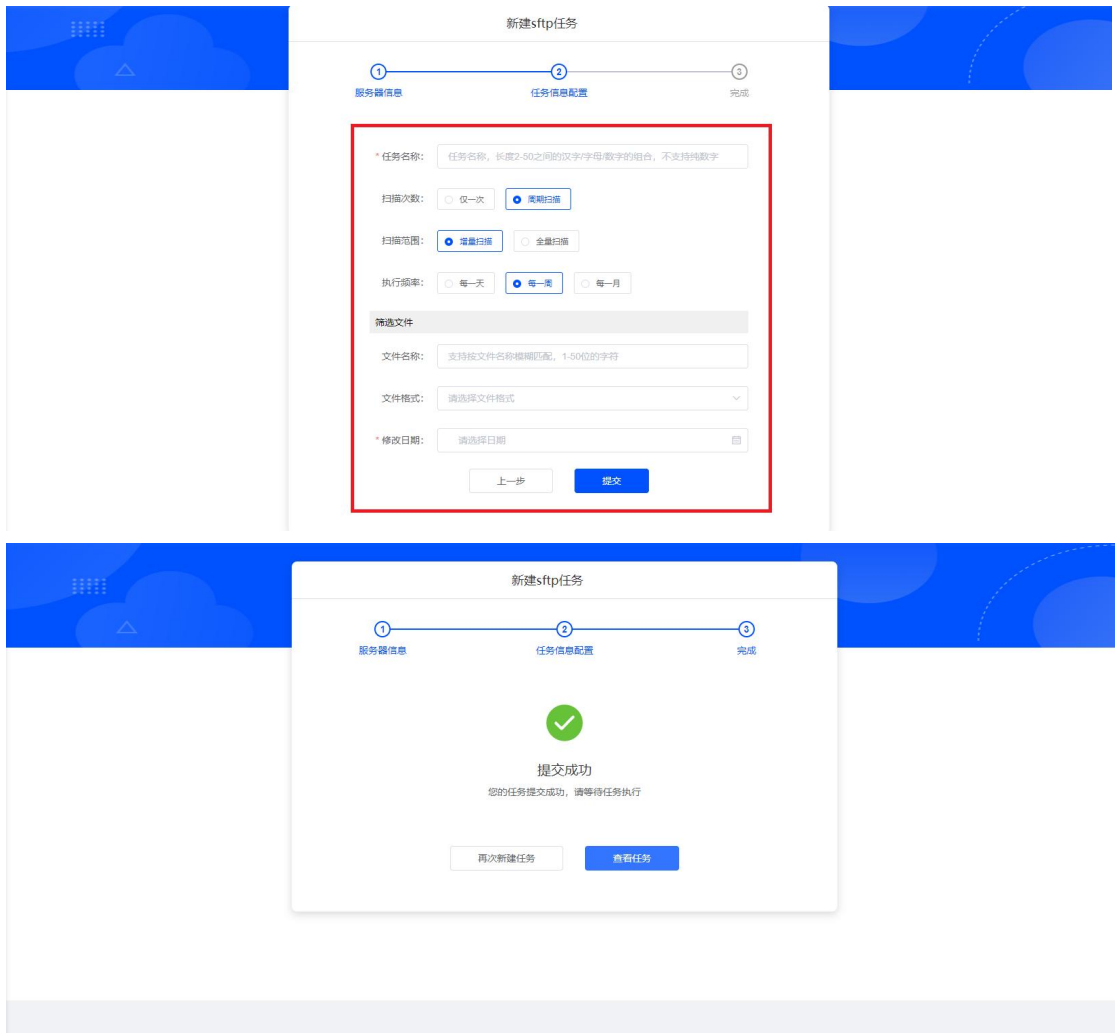 新建sftp任务
1 2 3
服务器信息 任务信息配置 完成
* 任务名称: 任务名称，长度2-50之间的汉字/字母/数字的组合，不支持纯数字
扫描次数: 仅一次 周期扫描
扫描范围: 增量扫描 全量扫描
执行频率: 每一天 每一周 每一月
筛选文件
文件名称: 支持按文件名称模糊匹配，1-50位的字符
文件格式: 请选择文件格式
* 修改日期: 请选择日期
上一步 提交
新建sftp任务
1 2 3
服务器信息 任务信息配置 完成
提交成功
您的任务提交成功，请等待任务执行
再次新建任务 查看任务